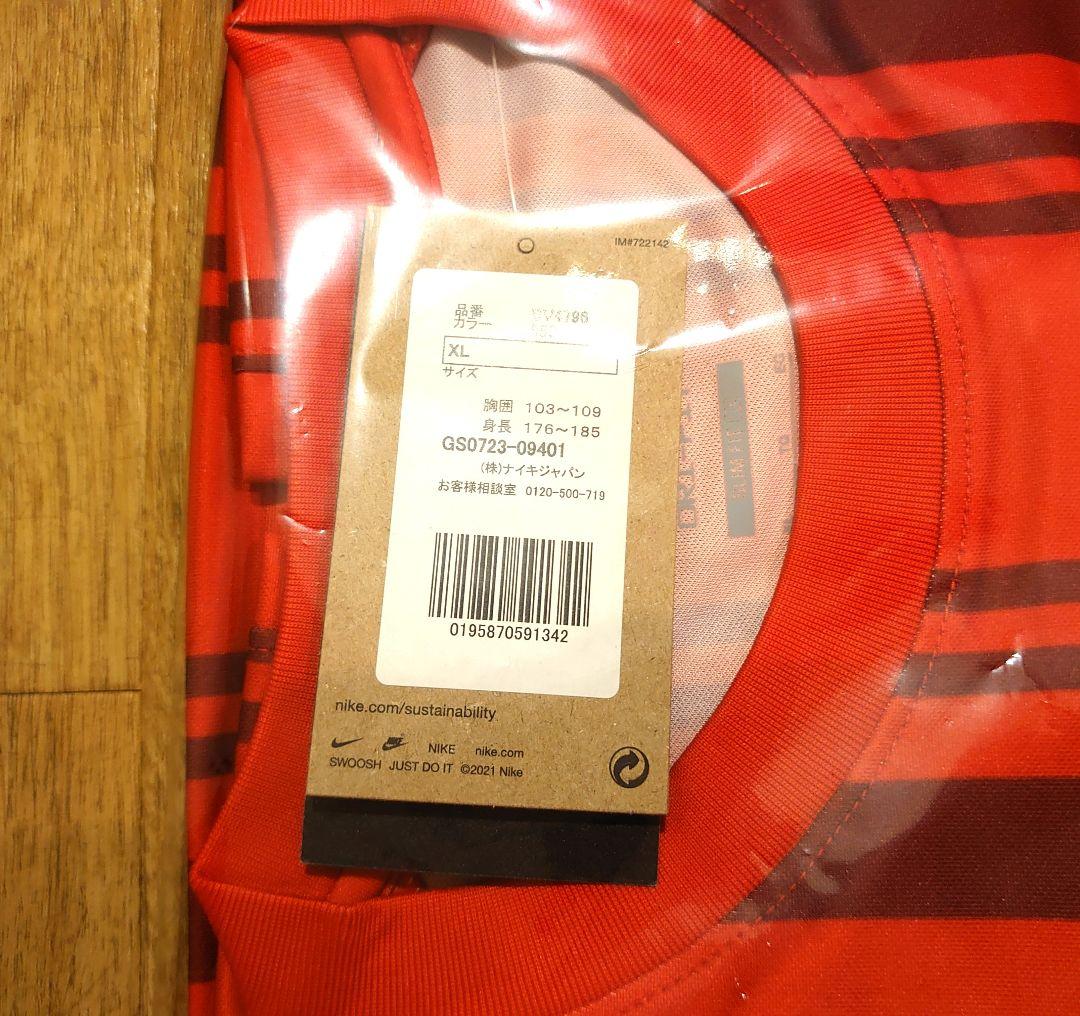 IM#722142
品番
カラー
XL
サイズ
胸囲 103～109
身長 176～185
GS0723-09401
(株)ナイキジャパン
お客様相談室 0120-500-719
0195870591342
nike.com/sustainability
NIKE nike.com
SWOOSH JUST DO IT ©2021 Nike
SLIM FIT